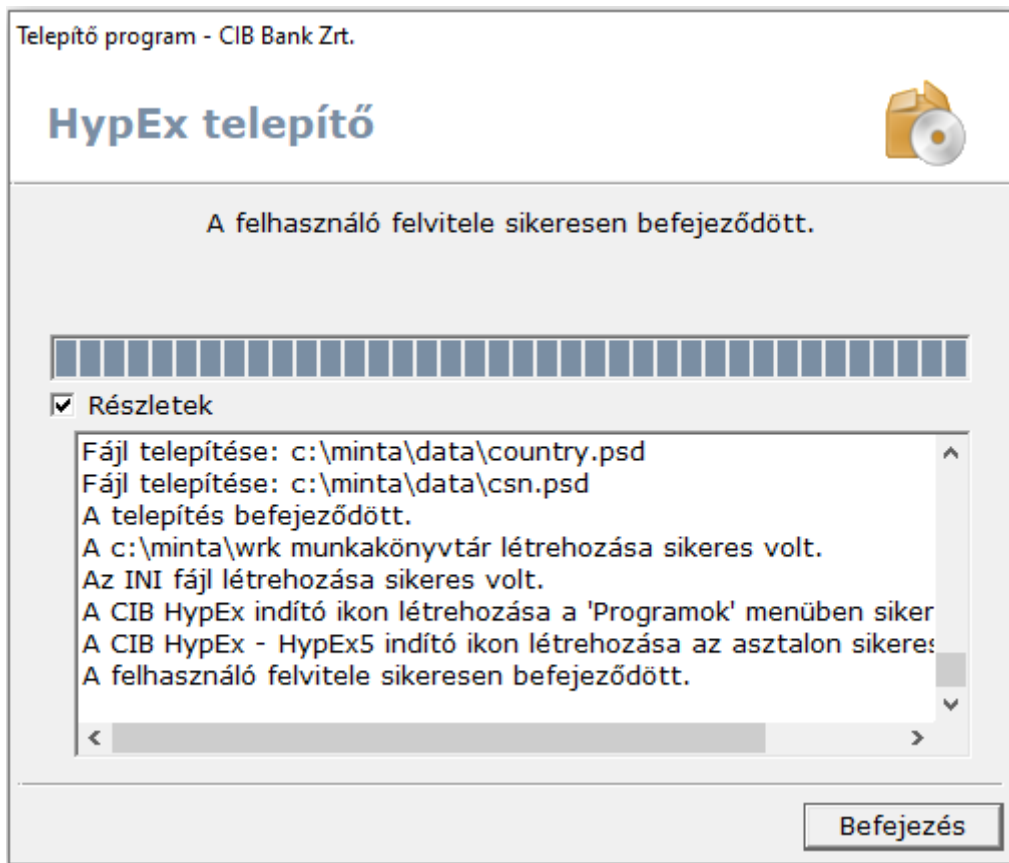 Telepítő program - CIB Bank Zrt.
HypEx telepítő
A felhasználó felvitele sikeresen befejeződött.
Részletek
Fájl telepítése: c:\minta\data\country.psd
Fájl telepítése: c:\minta\data\csn.psd
A telepítés befejeződött.
A c:\minta\wrk munkakönyvtár létrehozása sikeres volt.
Az INI fájl létrehozása sikeres volt.
A CIB HypEx indító ikon létrehozása a 'Programok' menüben siker
A CIB HypEx - HypEx5 indító ikon létrehozása az asztalon sikeres
A felhasználó felvitele sikeresen befejeződött.
Befejezés